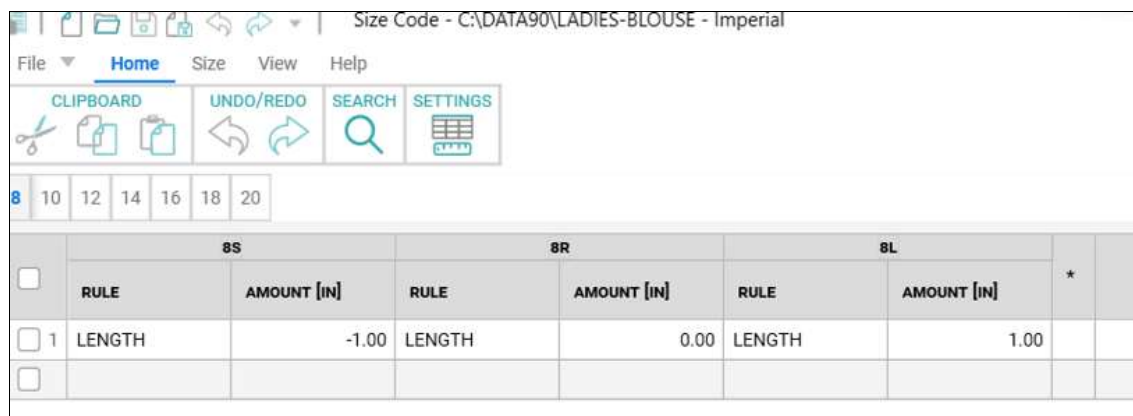 Size Code - C:\DATA90\LADIES-BLOUSE - Imperial
File Home Size View Help
CLIPBOARD UNDO/REDO SEARCH SETTINGS
8 10 12 14 16 18 20
8S 8R 8L
RULE AMOUNT [IN] RULE AMOUNT [IN] RULE AMOUNT [IN] *
1 LENGTH -1.00 LENGTH 0.00 LENGTH 1.00